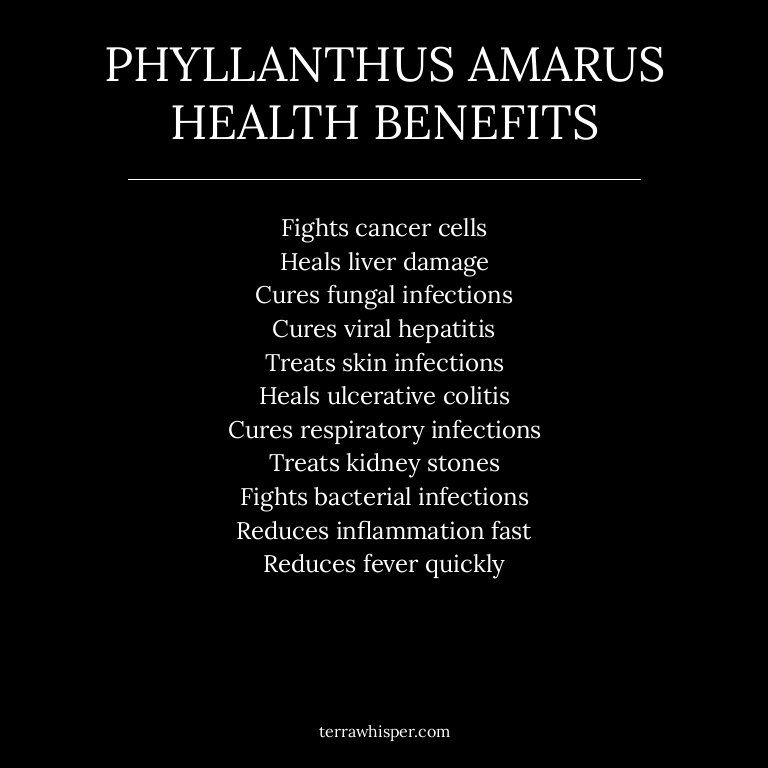 PHYLLANTHUS AMARUS
HEALTH BENEFITS
Fights cancer cells
Heals liver damage
Cures fungal infections
Cures viral hepatitis
Treats skin infections
Heals ulcerative colitis
Cures respiratory infections
Treats kidney stones
Fights bacterial infections
Reduces inflammation fast
Reduces fever quickly
terrawhisper.com